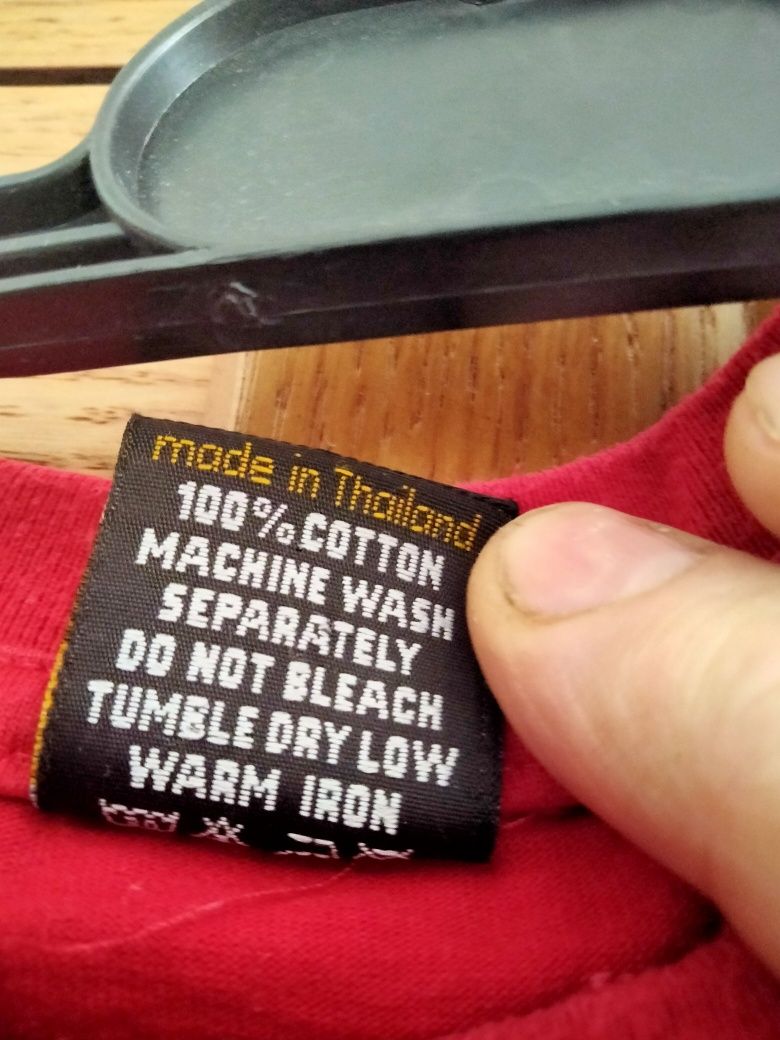 made in Thailand
100% COTTON
MACHINE WASH
SEPARATELY
DO NOT BLEACH
TUMBLE DRY LOW
WARM IRON